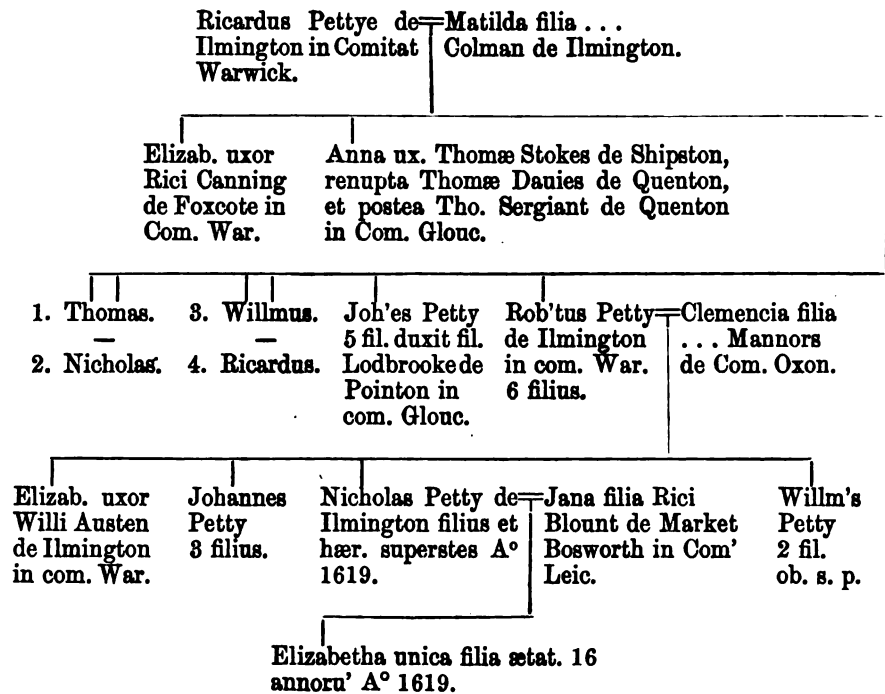 Ricardus Pettye de
Ilmington in Comitat
Warwick.
Matilda filia . . .
Colman de Ilmington.
Elizab. uxor
Rici Canning
de Foxcote in
Com. War.
Anna ux. Thomæ Stokes de Shipston,
renupta Thomæ Dauies de Quenton,
et postea Tho. Sergiant de Quenton
in Com. Glouc.
1. Thomas.
—
2. Nicholas.
3. Willmus.
—
4. Ricardus.
Joh'es Petty
5 fil. duxit fil.
Lodbrooke de
Pointon in
com. Glouc.
Rob'tus Petty
de Ilmington
in com. War.
6 filius.
Clemencia filia
. . . Mannors
de Com. Oxon.
Elizab. uxor
Willi Austen
de Ilmington
in com. War.
Johannes
Petty
3 filius.
Nicholas Petty de
Ilmington filius et
hær. superstes Aº
1619.
Jana filia Rici
Blount de Market
Bosworth in Com'
Leic.
Willm's
Petty
2 fil.
ob. s. p.
Elizabetha unica filia ætat. 16
annoru' Aº 1619.